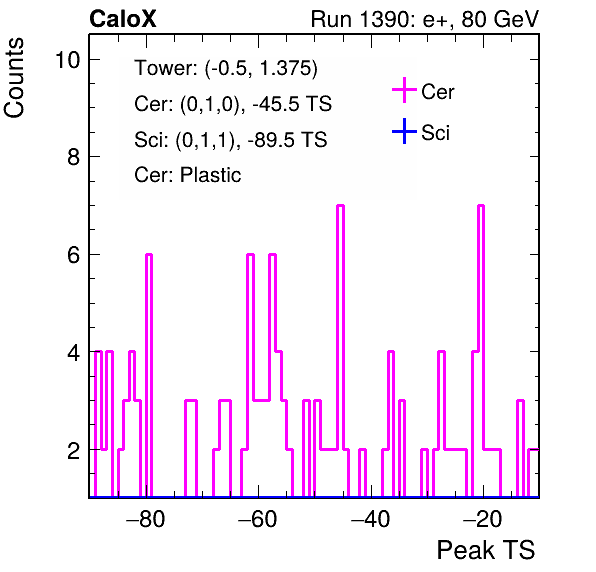 CaloX Run 1390: e+, 80 GeV
Counts
Tower: (-0.5, 1.375)
Cer: (0,1,0), -45.5 TS
Sci: (0,1,1), -89.5 TS
Cer: Plastic
Cer
Sci
10
8
6
4
2
−80 −60 −40 −20
Peak TS